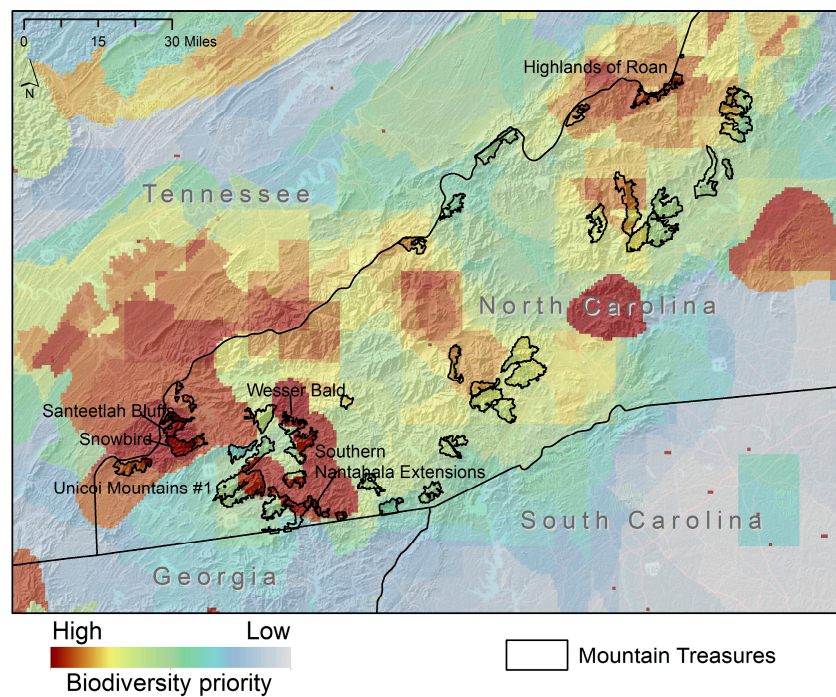 0 15 30 Miles
N
Highlands of Roan
Tennessee
North Carolina
Wesser Bald
Santeetlah Bluffs
Snowbird
Southern
Nantahala Extensions
Unicoi Mountains #1
South Carolina
Georgia
High Low
Biodiversity priority
Mountain Treasures